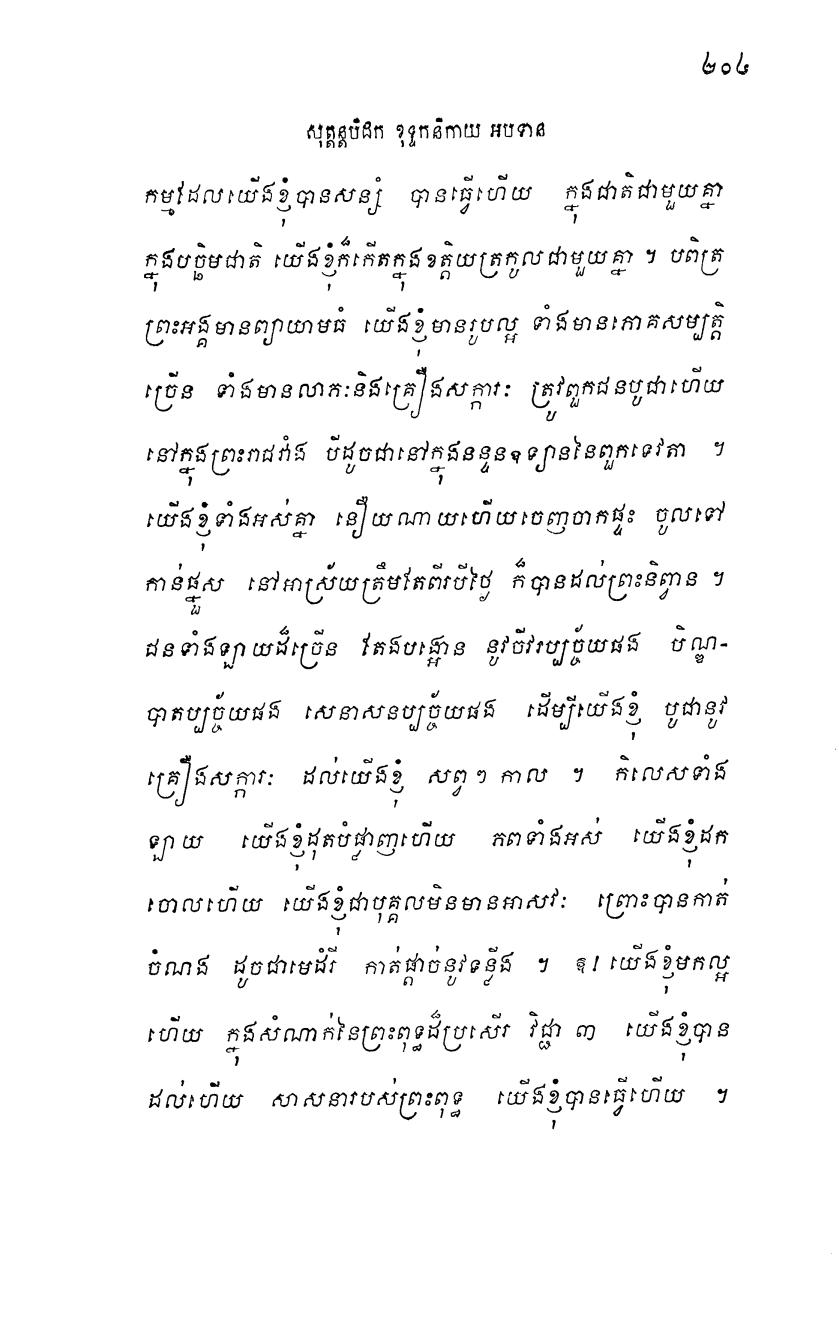 ២០៤
សុត្តន្តបិដក ខុទ្ទកនិកាយ អបទាន
កម្មដែលយើងខ្ញុំបានសន្សំ បានធ្វើហើយ ក្នុងជាតិជាមួយគ្នា
ក្នុងបច្ឆិមជាតិ យើងខ្ញុំក៏កើតក្នុងខត្តិយត្រកូលជាមួយគ្នា ។ បពិត្រ
ព្រះអង្គមានព្យាយាមធំ យើងខ្ញុំមានរូបល្អ ទាំងមានភោគសម្បត្តិ
ច្រើន ទាំងមានលាភៈនិងគ្រឿងសក្ការៈ ត្រូវពួកជនបូជាហើយ
នៅក្នុងព្រះរាជវាំង បីដូចជានៅក្នុងនន្ទនឧទ្យាននៃពួកទេវតា ។
យើងខ្ញុំទាំងអស់គ្នា នឿយណាយហើយចេញចាកផ្ទះ ចូលទៅ
កាន់ផ្នួស នៅអាស្រ័យត្រឹមតែពីរបីថ្ងៃ ក៏បានដល់ព្រះនិព្វាន ។
ជនទាំងឡាយដ៏ច្រើន តែងបង្អោន នូវចីវរប្បច្ច័យផង បិណ្ឌ-
បាតប្បច្ច័យផង សេនាសនប្បច្ច័យផង ដើម្បីយើងខ្ញុំ បូជានូវ
គ្រឿងសក្ការៈ ដល់យើងខ្ញុំ សព្វៗកាល ។ កិលេសទាំង
ឡាយ យើងខ្ញុំដុតបំផ្លាញហើយ ភពទាំងអស់ យើងខ្ញុំដក
ចោលហើយ យើងខ្ញុំជាបុគ្គលមិនមានអាសវៈ ព្រោះបានកាត់
ចំណង ដូចជាមេដំរី កាត់ផ្តាច់នូវទន្លីង ។ ឱ! យើងខ្ញុំមកល្អ
ហើយ ក្នុងសំណាក់នៃព្រះពុទ្ធដ៏ប្រសើរ វិជ្ជា ៣ យើងខ្ញុំបាន
ដល់ហើយ សាសនារបស់ព្រះពុទ្ធ យើងខ្ញុំបានធ្វើហើយ ។